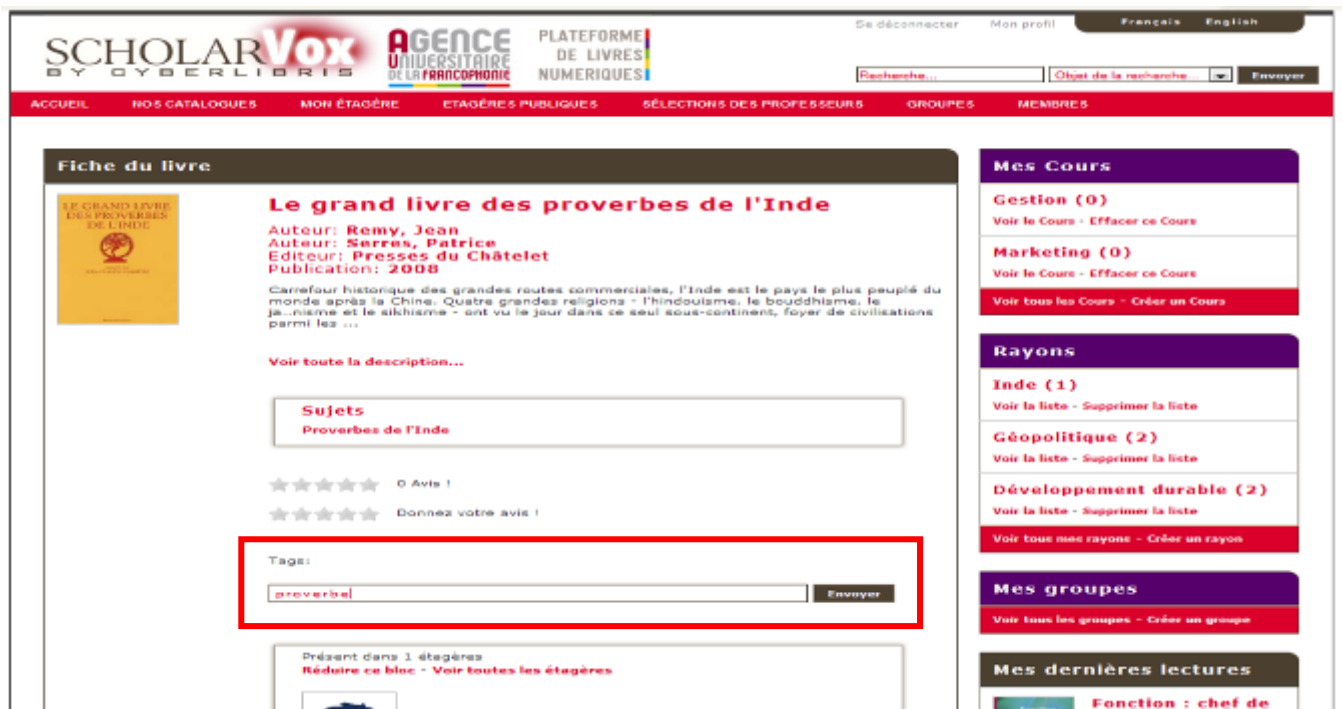 Se déconnecter Mon profil Français English
SCHOLARVOX
BY CYBERLIBRIS
AGENCE
UNIVERSITAIRE
DE LA FRANCOPHONIE
PLATEFORME
DE LIVRES
NUMERIQUES
Recherche... Objet de la recherche... Envoyer
ACCUEIL NOS CATALOGUES MON ÉTAGÈRE ETAGÈRES PUBLIQUES SÉLECTIONS DES PROFESSEURS GROUPES MEMBRES
Fiche du livre
LE GRAND LIVRE
DES PROVERBES
DE L'INDE
Le grand livre des proverbes de l'Inde
Auteur: Remy, Jean
Auteur: Serres, Patrice
Editeur: Presses du Châtelet
Publication: 2008
Carrefour historique des grandes routes commerciales, l'Inde est le pays le plus peuplé du
monde après la Chine. Quatre grandes religions - l'hindouisme, le bouddhisme, le
ja...nisme et le sikhisme - ont vu le jour dans ce seul sous-continent, foyer de civilisations
parmi les ...
Voir toute la description...
Sujets
Proverbes de l'Inde
0 Avis !
Donnez votre avis !
Tags:
proverbe Envoyer
Présent dans 1 étagères
Réduire ce bloc - Voir toutes les étagères
Mes Cours
Gestion (0)
Voir le Cours - Effacer ce Cours
Marketing (0)
Voir le Cours - Effacer ce Cours
Voir tous les Cours - Créer un Cours
Rayons
Inde (1)
Voir la liste - Supprimer la liste
Géopolitique (2)
Voir la liste - Supprimer la liste
Développement durable (2)
Voir la liste - Supprimer la liste
Voir tous mes rayons - Créer un rayon
Mes groupes
Voir tous les groupes - Créer un groupe
Mes dernières lectures
Fonction : chef de